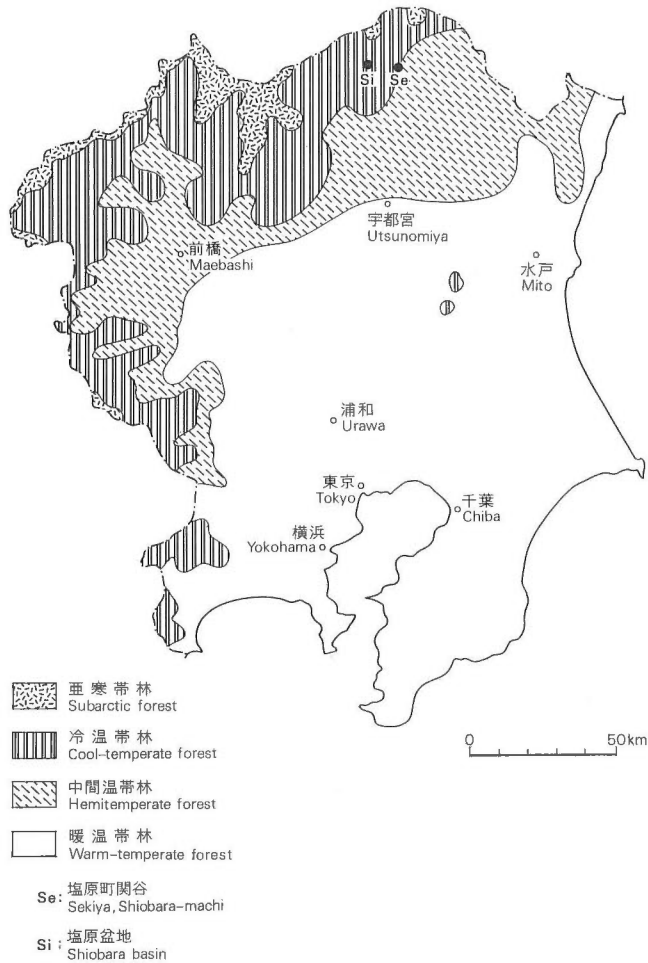 Si Se
宇都宮
Utsunomiya
前橋
Maebashi
水戸
Mito
浦和
Urawa
東京
Tokyo
千葉
Chiba
横浜
Yokohama
亜寒帯林
Subarctic forest
冷温帯林
Cool-temperate forest
中間温帯林
Hemitemperate forest
暖温帯林
Warm-temperate forest
0 50km
Se: 塩原町関谷
Sekiya, Shiobara-machi
Si: 塩原盆地
Shiobara basin